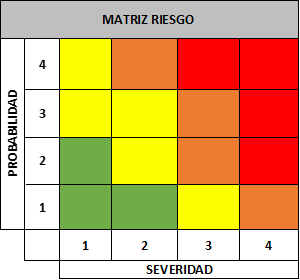 MATRIZ RIESGO
PROBABILIDAD
4
3
2
1
1 2 3 4
SEVERIDAD